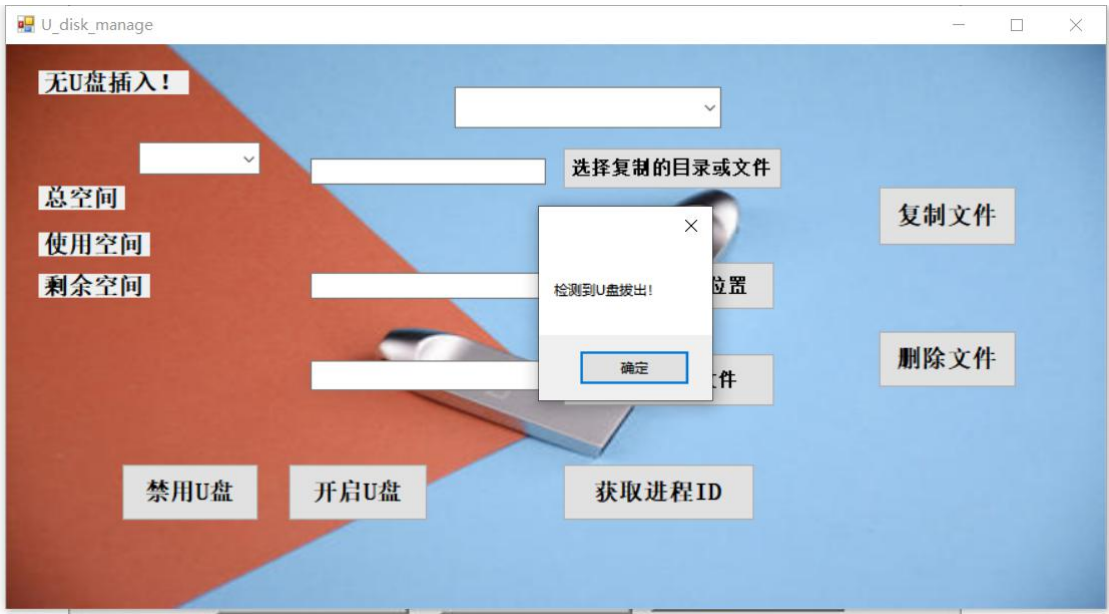 U_disk_manage
无U盘插入!
选择复制的目录或文件
总空间
复制文件
使用空间
剩余空间
检测到U盘拔出!
位置
确定
删除文件
件
禁用U盘
开启U盘
获取进程ID